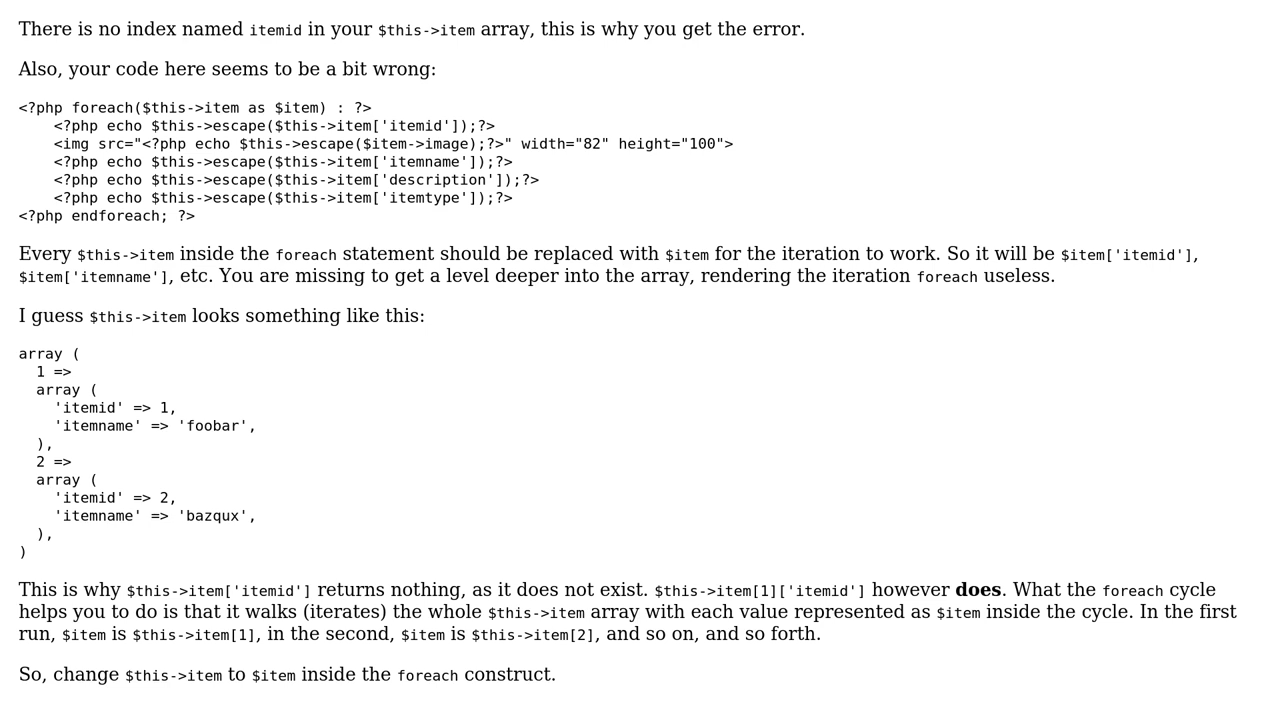 There is no index named itemid in your $this->item array, this is why you get the error.
Also, your code here seems to be a bit wrong:
<?php foreach($this->item as $item) : ?>
    <?php echo $this->escape($this->item['itemid']);?>
    <img src="<?php echo $this->escape($item->image);?>" width="82" height="100">
    <?php echo $this->escape($this->item['itemname']);?>
    <?php echo $this->escape($this->item['description']);?>
    <?php echo $this->escape($this->item['itemtype']);?>
<?php endforeach; ?>
Every $this->item inside the foreach statement should be replaced with $item for the iteration to work. So it will be $item['itemid'],
$item['itemname'], etc. You are missing to get a level deeper into the array, rendering the iteration foreach useless.
I guess $this->item looks something like this:
array (
  1 =>
  array (
    'itemid' => 1,
    'itemname' => 'foobar',
  ),
  2 =>
  array (
    'itemid' => 2,
    'itemname' => 'bazqux',
  ),
)
This is why $this->item['itemid'] returns nothing, as it does not exist. $this->item[1]['itemid'] however does. What the foreach cycle
helps you to do is that it walks (iterates) the whole $this->item array with each value represented as $item inside the cycle. In the first
run, $item is $this->item[1], in the second, $item is $this->item[2], and so on, and so forth.
So, change $this->item to $item inside the foreach construct.